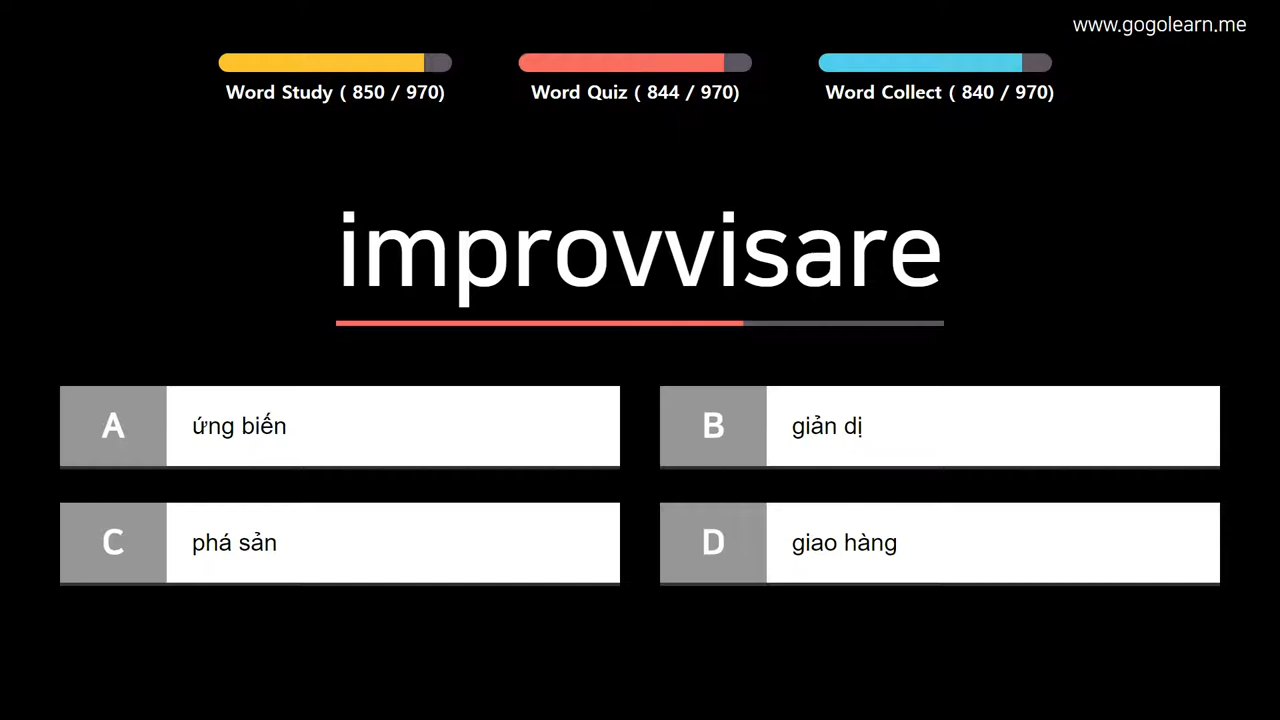 www.gogolearn.me
Word Study ( 850 / 970)
Word Quiz ( 844 / 970)
Word Collect ( 840 / 970)
improvvisare
A ứng biến
B giản dị
C phá sản
D giao hàng